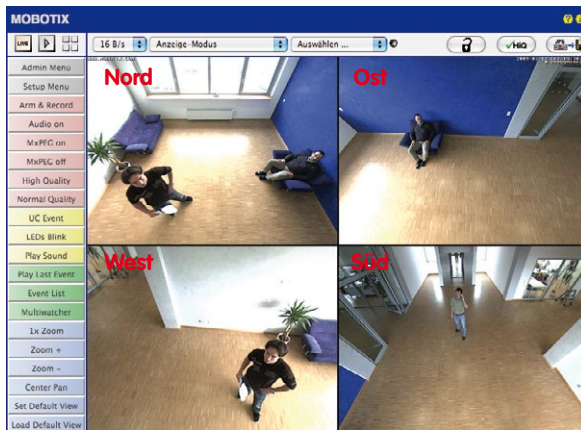 MOBOTIX
LIVE
16 B/s
Anzeige-Modus
Auswählen ...
HiQ
Admin Menu
Setup Menu
Arm & Record
Audio on
MxPEG on
MxPEG off
High Quality
Normal Quality
UC Event
LEDs Blink
Play Sound
Play Last Event
Event List
Multiwatcher
1x Zoom
Zoom +
Zoom –
Center Pan
Set Default View
Load Default View
Nord
Ost
West
Süd